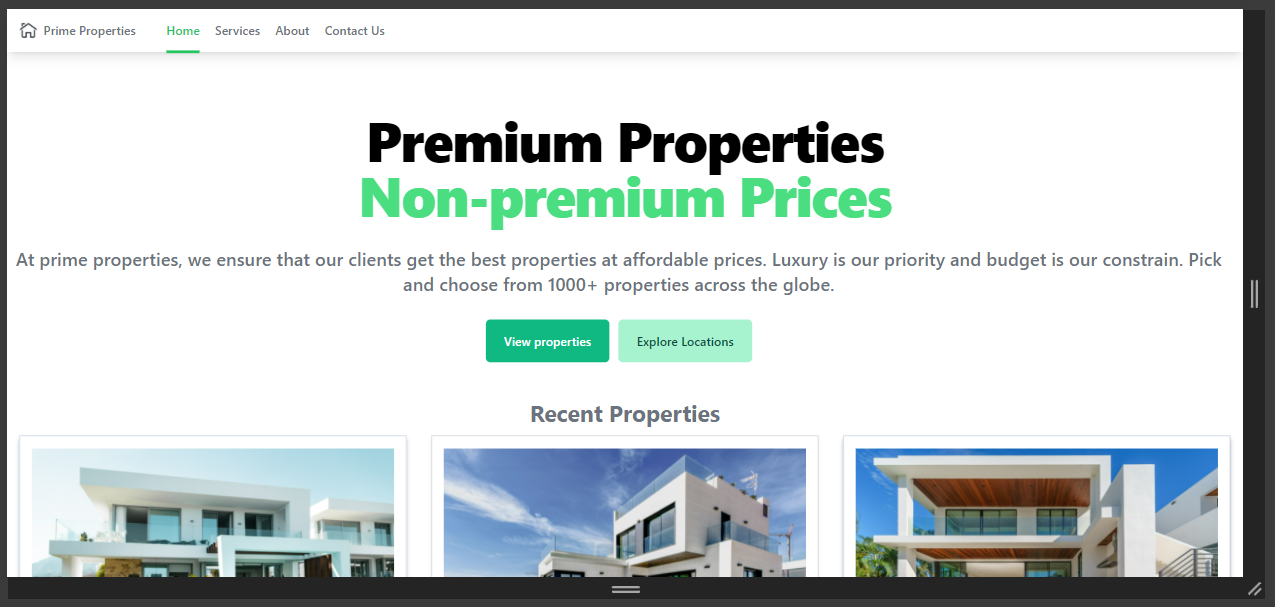 Prime Properties Home Services About Contact Us
Premium Properties
Non-premium Prices
At prime properties, we ensure that our clients get the best properties at affordable prices. Luxury is our priority and budget is our constrain. Pick
and choose from 1000+ properties across the globe.
View properties Explore Locations
Recent Properties